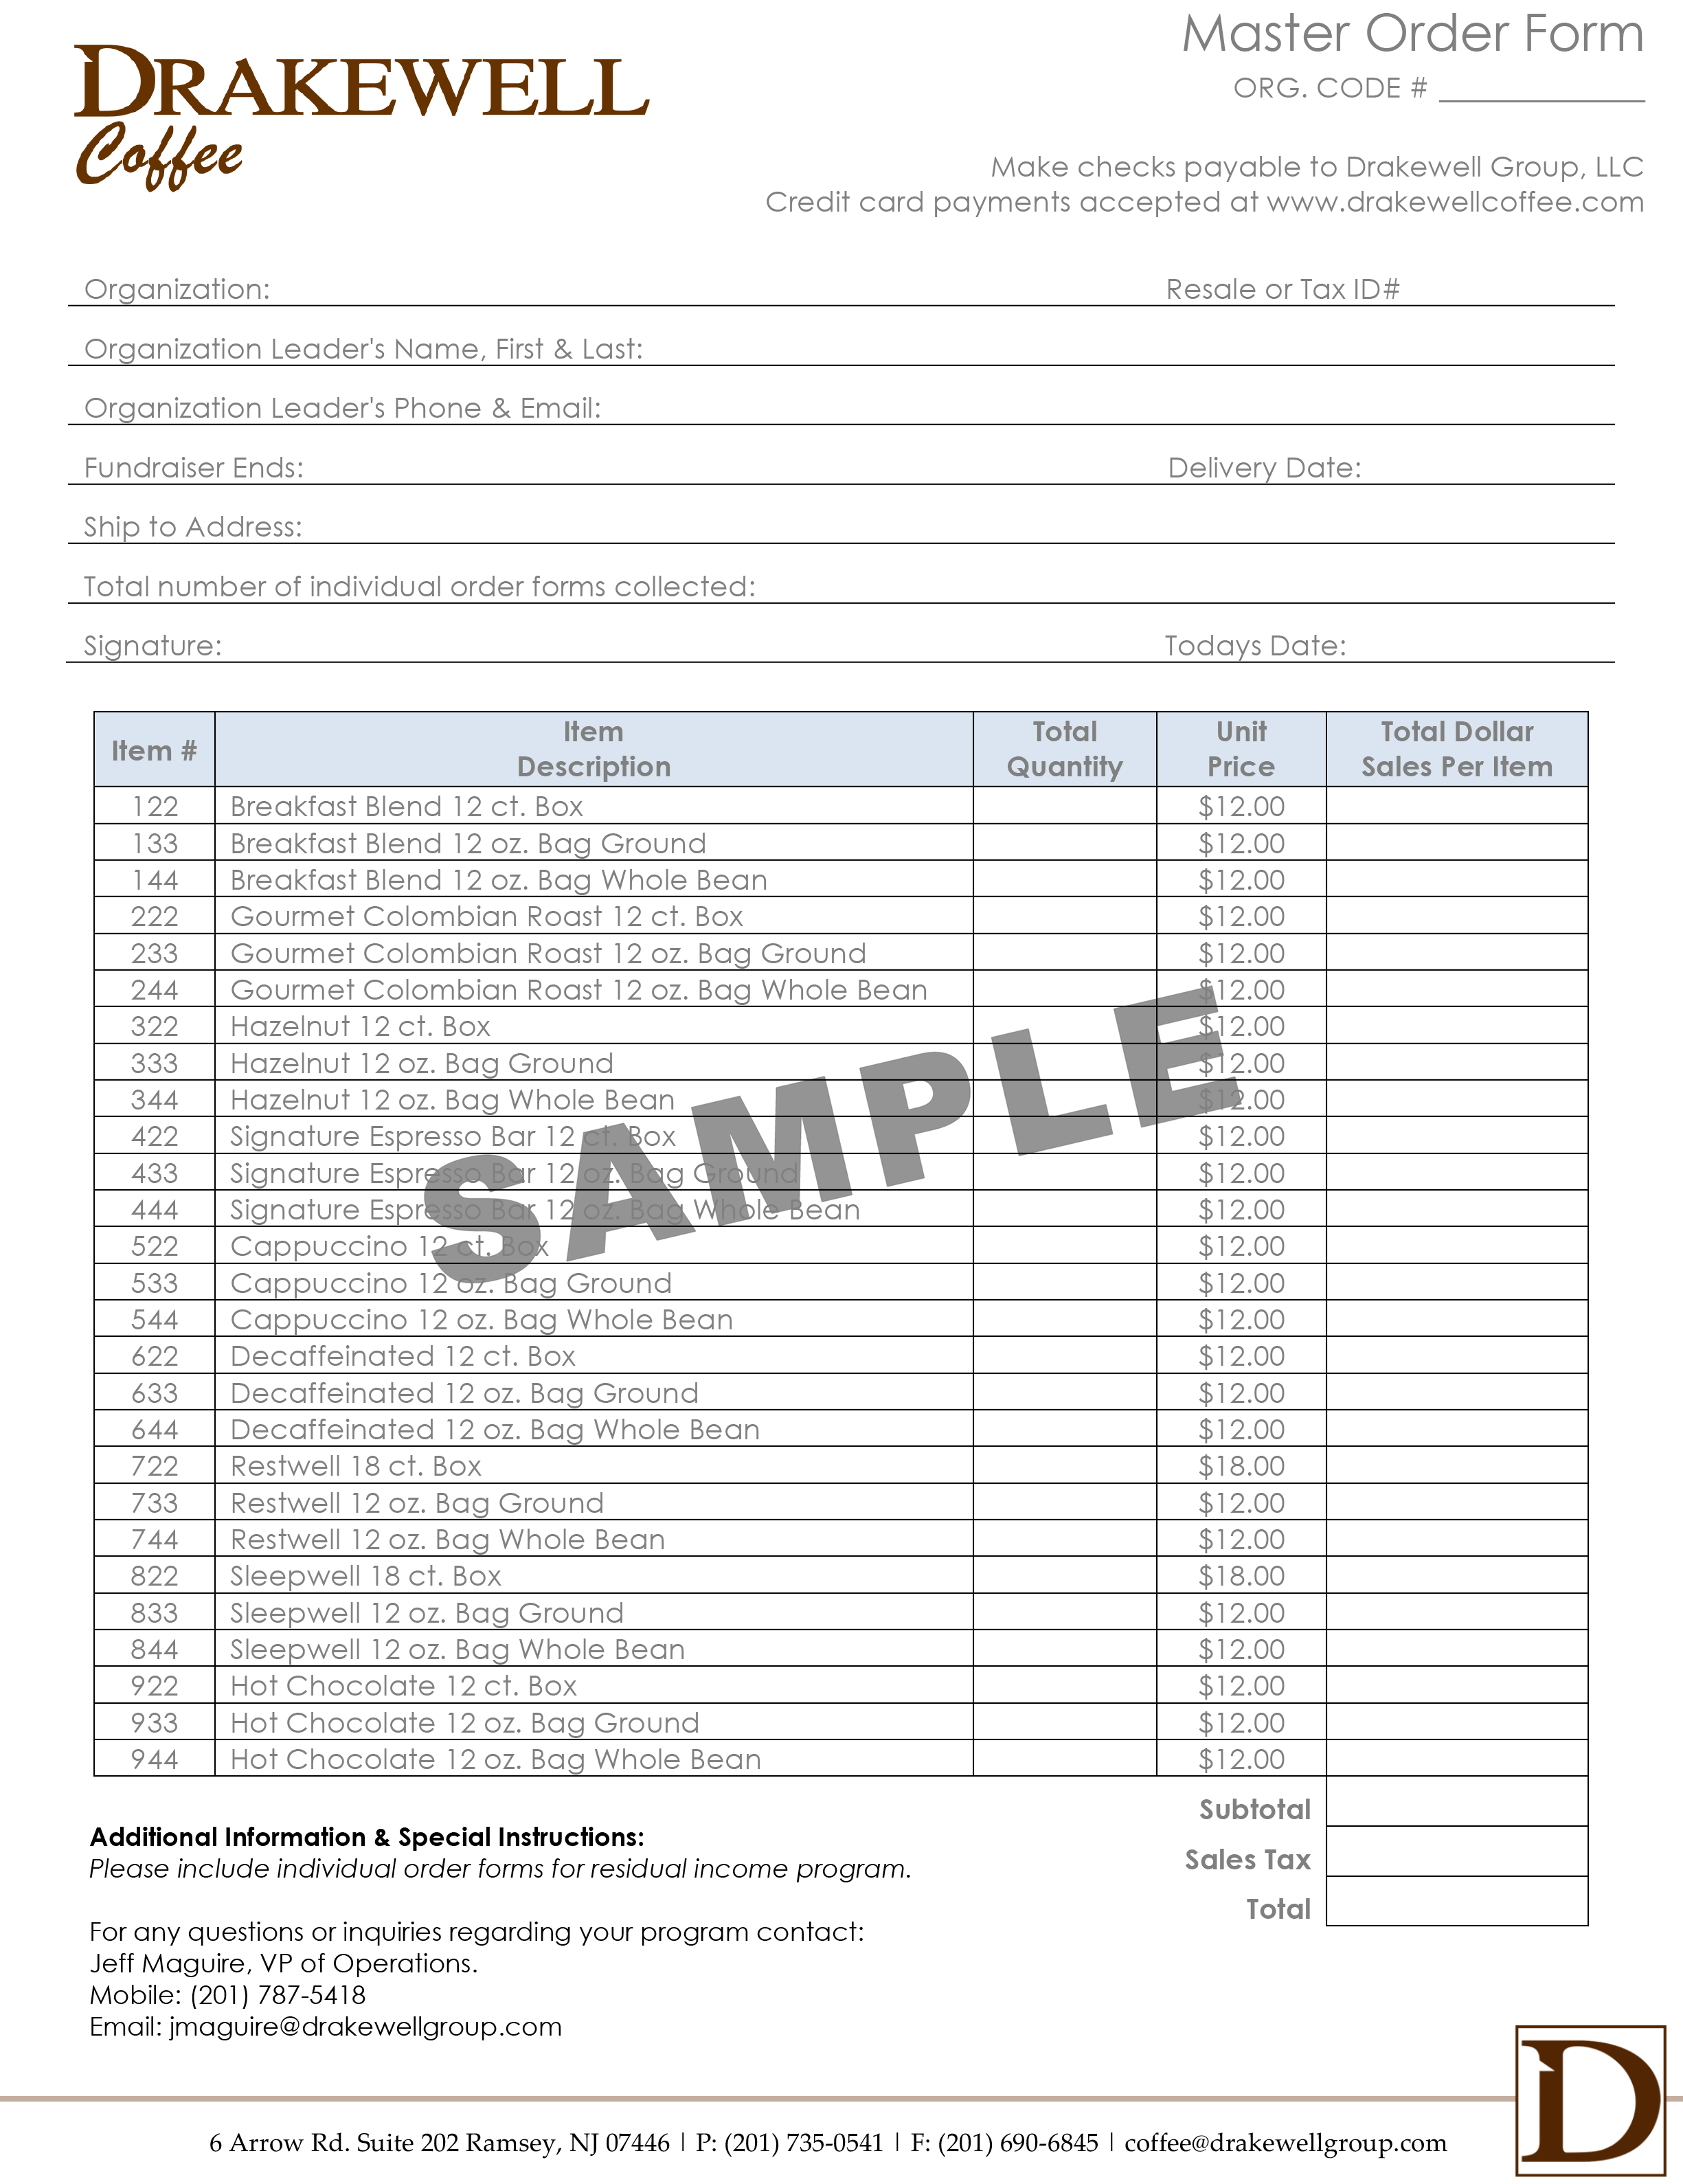 DRAKEWELL
Coffee
Master Order Form
ORG. CODE # ____________
Make checks payable to Drakewell Group, LLC
Credit card payments accepted at www.drakewellcoffee.com
Organization: Resale or Tax ID#
Organization Leader's Name, First & Last:
Organization Leader's Phone & Email:
Fundraiser Ends: Delivery Date:
Ship to Address:
Total number of individual order forms collected:
Signature: Todays Date:
Item # Item Description Total Quantity Unit Price Total Dollar Sales Per Item
122 Breakfast Blend 12 ct. Box $12.00
133 Breakfast Blend 12 oz. Bag Ground $12.00
144 Breakfast Blend 12 oz. Bag Whole Bean $12.00
222 Gourmet Colombian Roast 12 ct. Box $12.00
233 Gourmet Colombian Roast 12 oz. Bag Ground $12.00
244 Gourmet Colombian Roast 12 oz. Bag Whole Bean $12.00
322 Hazelnut 12 ct. Box $12.00
333 Hazelnut 12 oz. Bag Ground $12.00
344 Hazelnut 12 oz. Bag Whole Bean $12.00
422 Signature Espresso Bar 12 ct. Box $12.00
433 Signature Espresso Bar 12 oz. Bag Ground $12.00
444 Signature Espresso Bar 12 oz. Bag Whole Bean $12.00
522 Cappuccino 12 ct. Box $12.00
533 Cappuccino 12 oz. Bag Ground $12.00
544 Cappuccino 12 oz. Bag Whole Bean $12.00
622 Decaffeinated 12 ct. Box $12.00
633 Decaffeinated 12 oz. Bag Ground $12.00
644 Decaffeinated 12 oz. Bag Whole Bean $12.00
722 Restwell 18 ct. Box $18.00
733 Restwell 12 oz. Bag Ground $12.00
744 Restwell 12 oz. Bag Whole Bean $12.00
822 Sleepwell 18 ct. Box $18.00
833 Sleepwell 12 oz. Bag Ground $12.00
844 Sleepwell 12 oz. Bag Whole Bean $12.00
922 Hot Chocolate 12 ct. Box $12.00
933 Hot Chocolate 12 oz. Bag Ground $12.00
944 Hot Chocolate 12 oz. Bag Whole Bean $12.00
SAMPLE
Subtotal
Sales Tax
Total
Additional Information & Special Instructions:
Please include individual order forms for residual income program.
For any questions or inquiries regarding your program contact:
Jeff Maguire, VP of Operations.
Mobile: (201) 787-5418
Email: jmaguire@drakewellgroup.com
D
6 Arrow Rd. Suite 202 Ramsey, NJ 07446 | P: (201) 735-0541 | F: (201) 690-6845 | coffee@drakewellgroup.com